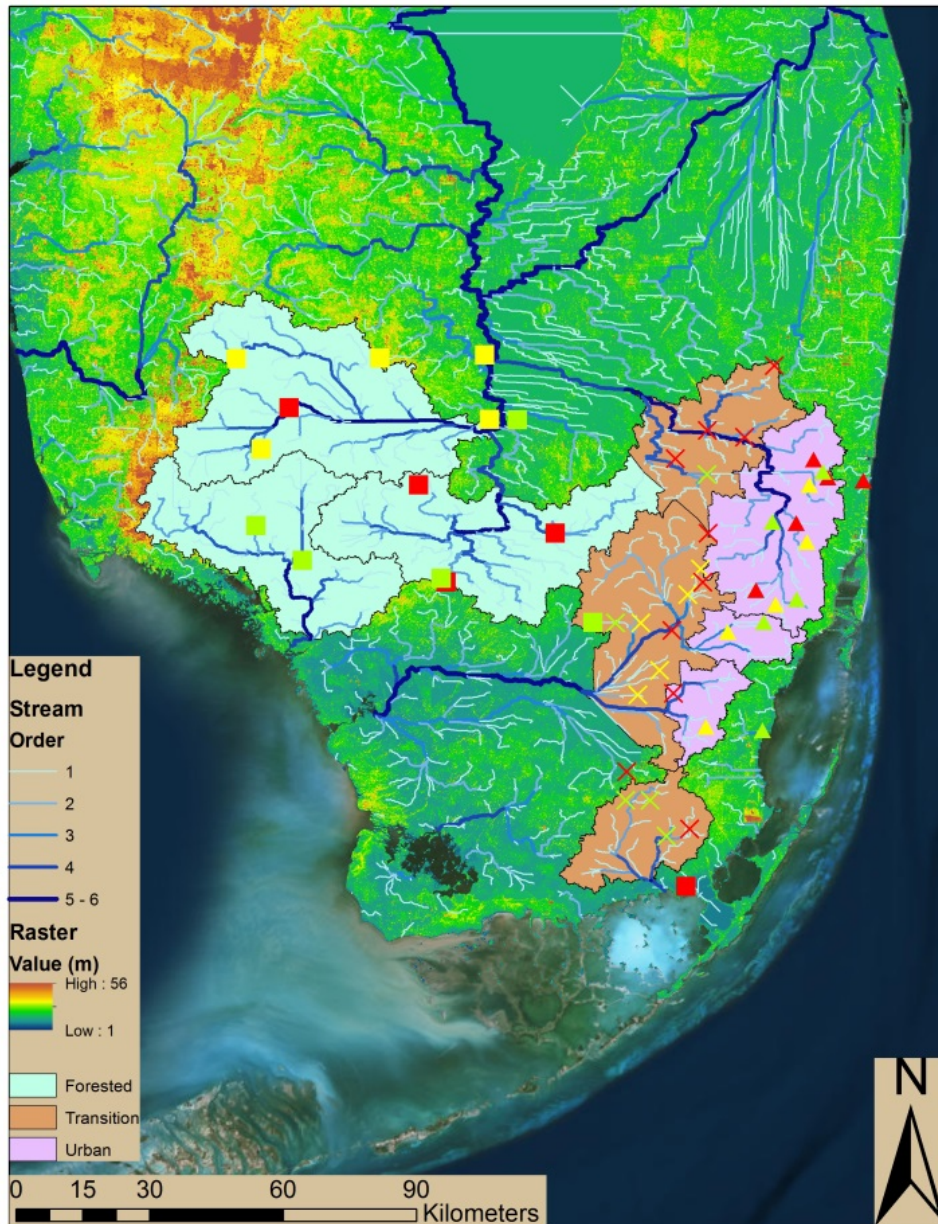 Legend
Stream
Order
1
2
3
4
5 - 6
Raster
Value (m)
High : 56
Low : 1
Forested
Transition
Urban
0 15 30 60 90
Kilometers
N